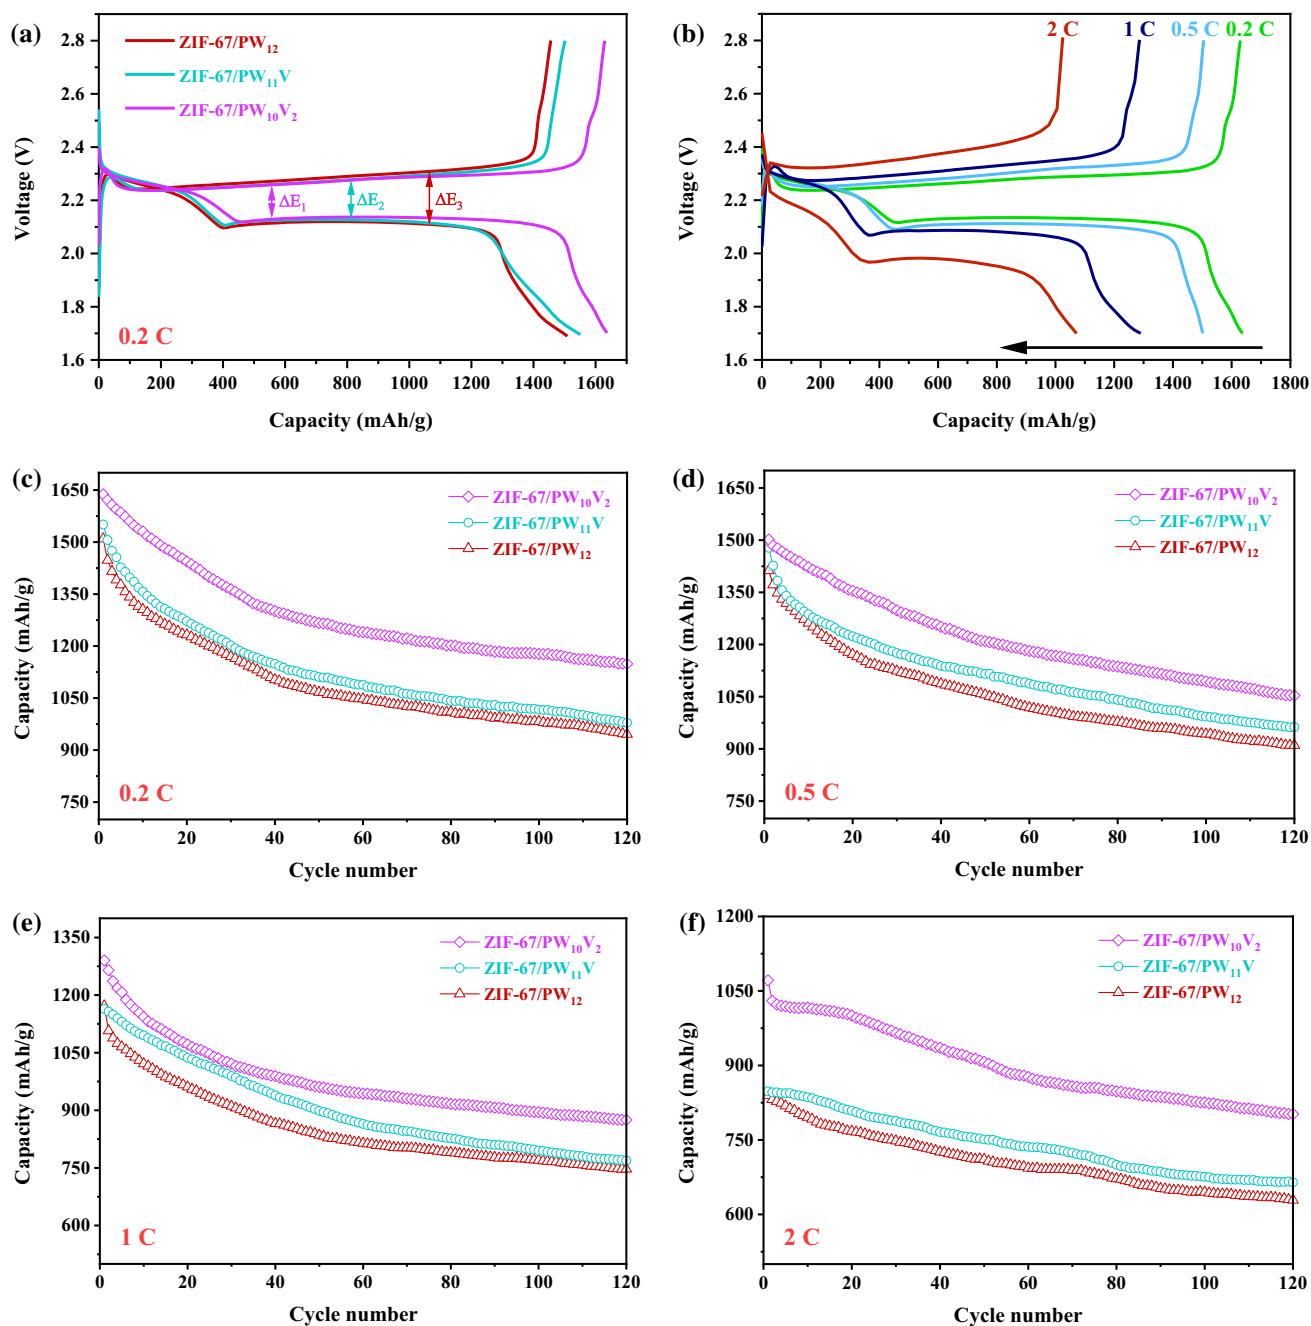 (a)
ZIF-67/PW₁₂
ZIF-67/PW₁₁V
ZIF-67/PW₁₀V₂
ΔE₁
ΔE₂
ΔE₃
0.2 C
Voltage (V)
2.8
2.6
2.4
2.2
2.0
1.8
1.6
0 200 400 600 800 1000 1200 1400 1600
Capacity (mAh/g)
(b)
2 C 1 C 0.5 C 0.2 C
Voltage (V)
2.8
2.6
2.4
2.2
2.0
1.8
1.6
0 200 400 600 800 1000 1200 1400 1600 1800
Capacity (mAh/g)
(c)
ZIF-67/PW₁₀V₂
ZIF-67/PW₁₁V
ZIF-67/PW₁₂
0.2 C
Capacity (mAh/g)
1650
1500
1350
1200
1050
900
750
0 20 40 60 80 100 120
Cycle number
(d)
ZIF-67/PW₁₀V₂
ZIF-67/PW₁₁V
ZIF-67/PW₁₂
0.5 C
Capacity (mAh/g)
1650
1500
1350
1200
1050
900
750
0 20 40 60 80 100 120
Cycle number
(e)
ZIF-67/PW₁₀V₂
ZIF-67/PW₁₁V
ZIF-67/PW₁₂
1 C
Capacity (mAh/g)
1350
1200
1050
900
750
600
0 20 40 60 80 100 120
Cycle number
(f)
ZIF-67/PW₁₀V₂
ZIF-67/PW₁₁V
ZIF-67/PW₁₂
2 C
Capacity (mAh/g)
1200
1050
900
750
600
0 20 40 60 80 100 120
Cycle number